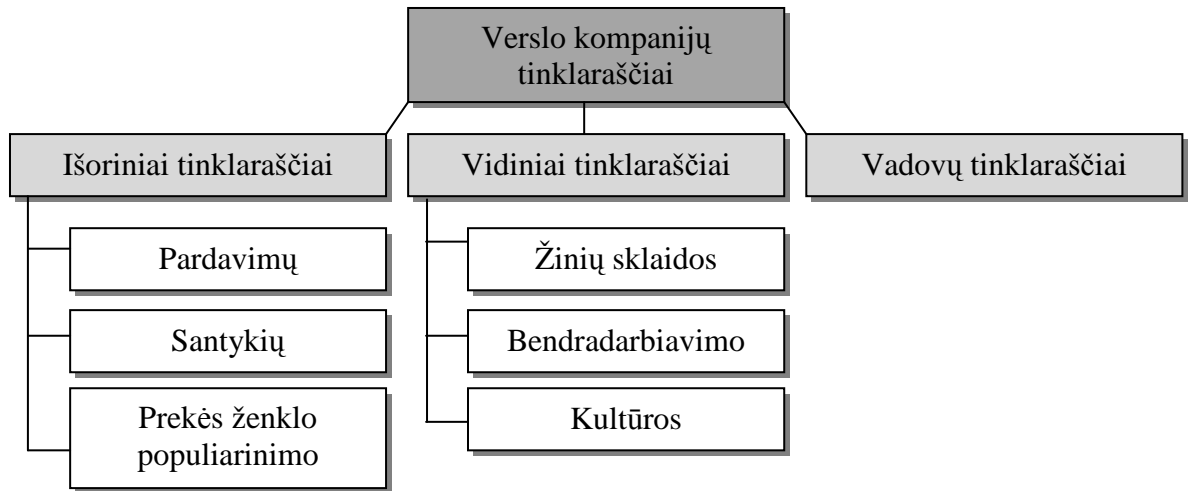 Verslo kompanijų
tinklaraščiai
Išoriniai tinklaraščiai
Vidiniai tinklaraščiai
Vadovų tinklaraščiai
Pardavimų
Žinių sklaidos
Santykių
Bendradarbiavimo
Prekės ženklo
populiarinimo
Kultūros